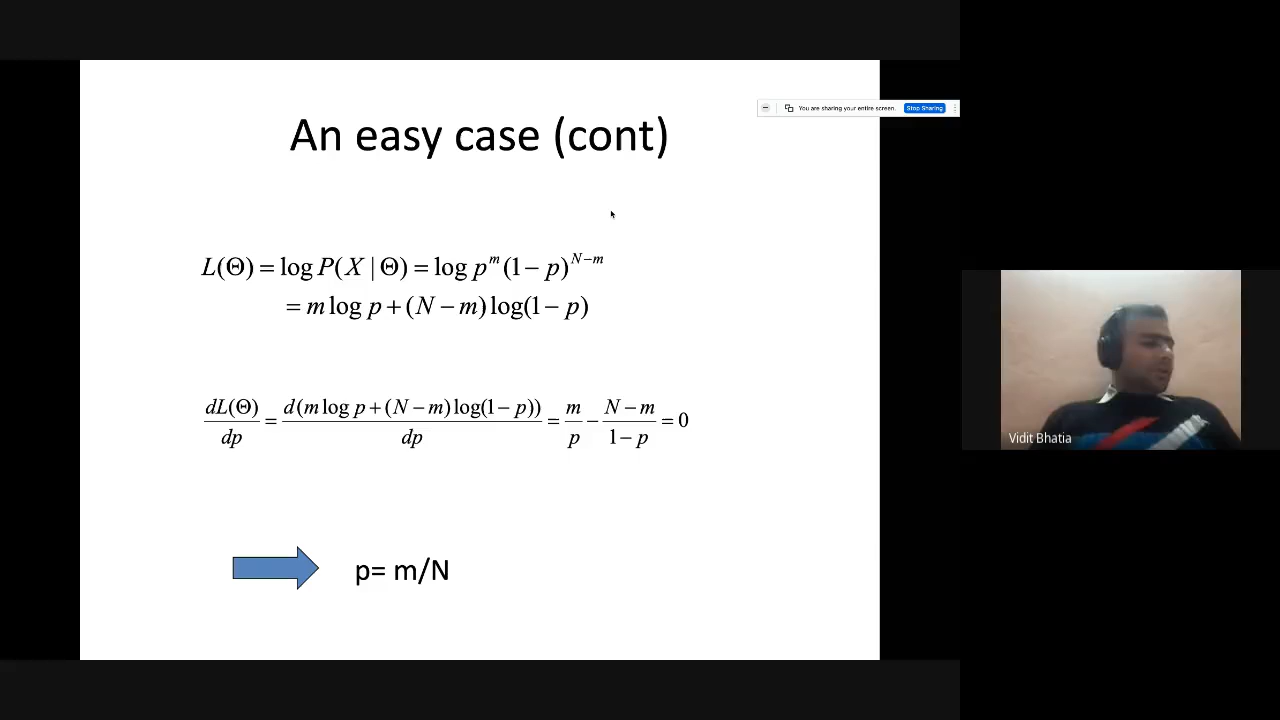 An easy case (cont)
You are sharing your entire screen. Stop Sharing
L(Θ) = log P(X | Θ) = log p^m (1 − p)^{N−m}
= m log p + (N − m) log(1 − p)
dL(Θ)/dp = d(m log p + (N − m) log(1 − p))/dp = m/p − (N − m)/(1 − p) = 0
p= m/N
Vidit Bhatia